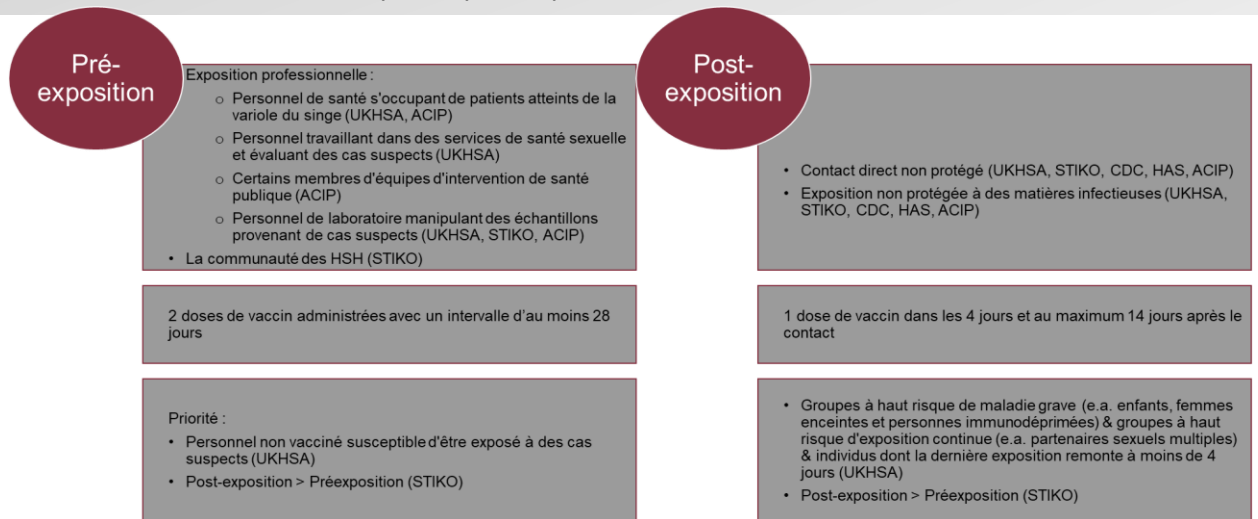 Pré-
exposition
Exposition professionnelle :
o Personnel de santé s'occupant de patients atteints de la
variole du singe (UKHSA, ACIP)
o Personnel travaillant dans des services de santé sexuelle
et évaluant des cas suspects (UKHSA)
o Certains membres d'équipes d'intervention de santé
publique (ACIP)
o Personnel de laboratoire manipulant des échantillons
provenant de cas suspects (UKHSA, STIKO, ACIP)
• La communauté des HSH (STIKO)
2 doses de vaccin administrées avec un intervalle d'au moins 28
jours
Priorité :
• Personnel non vacciné susceptible d'être exposé à des cas
suspects (UKHSA)
• Post-exposition > Préexposition (STIKO)
Post-
exposition
• Contact direct non protégé (UKHSA, STIKO, CDC, HAS, ACIP)
• Exposition non protégée à des matières infectieuses (UKHSA,
STIKO, CDC, HAS, ACIP)
1 dose de vaccin dans les 4 jours et au maximum 14 jours après le
contact
• Groupes à haut risque de maladie grave (e.a. enfants, femmes
enceintes et personnes immunodéprimées) & groupes à haut
risque d'exposition continue (e.a. partenaires sexuels multiples)
& individus dont la dernière exposition remonte à moins de 4
jours (UKHSA)
• Post-exposition > Préexposition (STIKO)